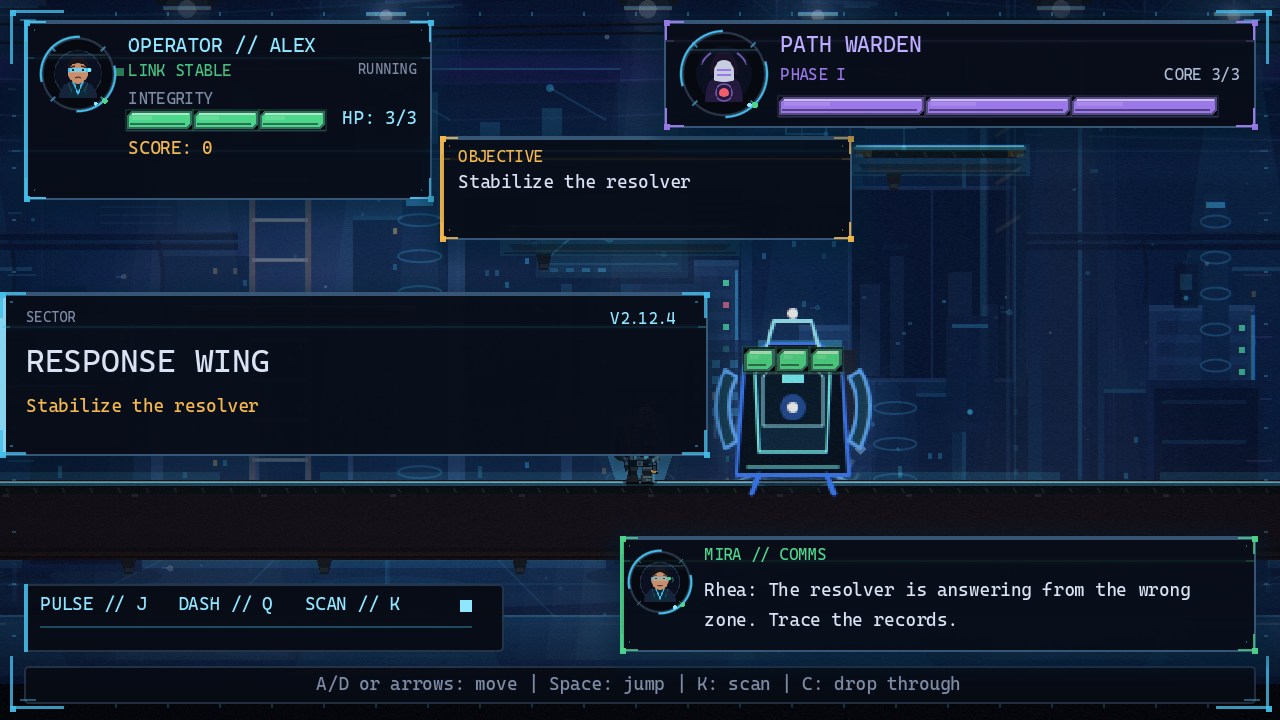 OPERATOR // ALEX
LINK STABLE
RUNNING
INTEGRITY
HP: 3/3
SCORE: 0
PATH WARDEN
PHASE I
CORE 3/3
OBJECTIVE
Stabilize the resolver
SECTOR
V2.12.4
RESPONSE WING
Stabilize the resolver
MIRA // COMMS
Rhea: The resolver is answering from the wrong
zone. Trace the records.
PULSE // J DASH // Q SCAN // K
A/D or arrows: move | Space: jump | K: scan | C: drop through